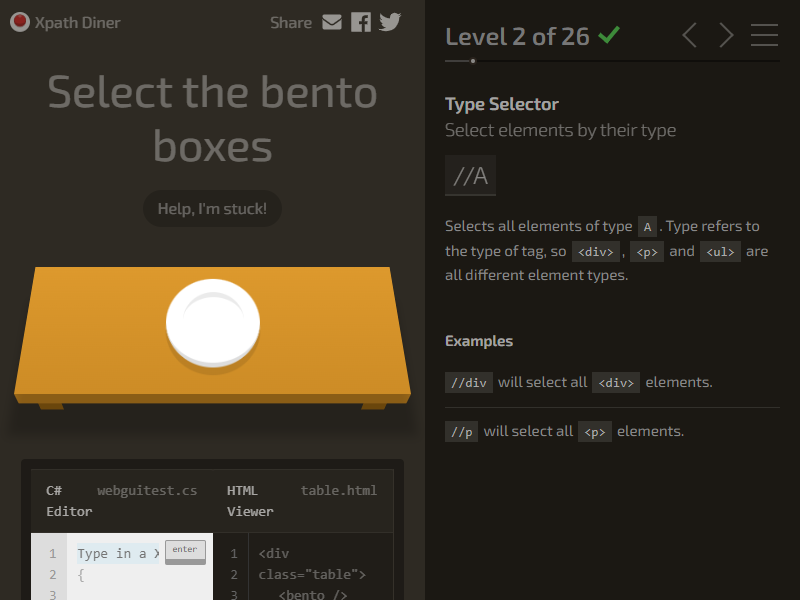 Xpath Diner
Share
Select the bento
boxes
Help, I'm stuck!
C#
Editor
webguitest.cs
HTML
Viewer
table.html
1
2
3
Type in a X
{
enter
1
2
3
<div
class="table">
<bento />
Level 2 of 26
Type Selector
Select elements by their type
//A
Selects all elements of type A . Type refers to
the type of tag, so <div> , <p> and <ul> are
all different element types.
Examples
//div will select all <div> elements.
//p will select all <p> elements.